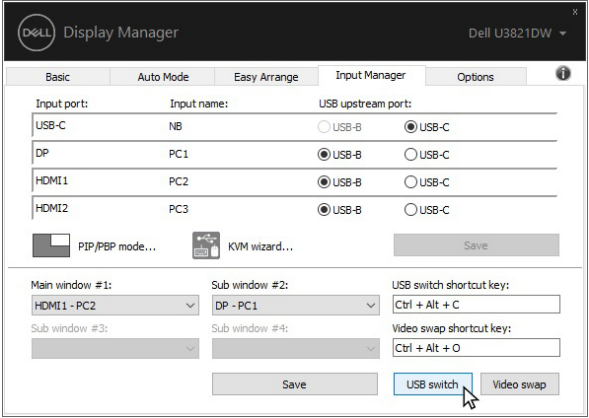 DELL Display Manager Dell U3821DW
x
Basic Auto Mode Easy Arrange Input Manager Options i
Input port: Input name: USB upstream port:
USB-C NB USB-B USB-C
DP PC1 USB-B USB-C
HDMI1 PC2 USB-B USB-C
HDMI2 PC3 USB-B USB-C
PIP/PBP mode... KVM wizard... Save
Main window #1: Sub window #2: USB switch shortcut key:
HDMI1 - PC2 DP - PC1 Ctrl + Alt + C
Sub window #3: Sub window #4: Video swap shortcut key:
Ctrl + Alt + O
Save USB switch Video swap